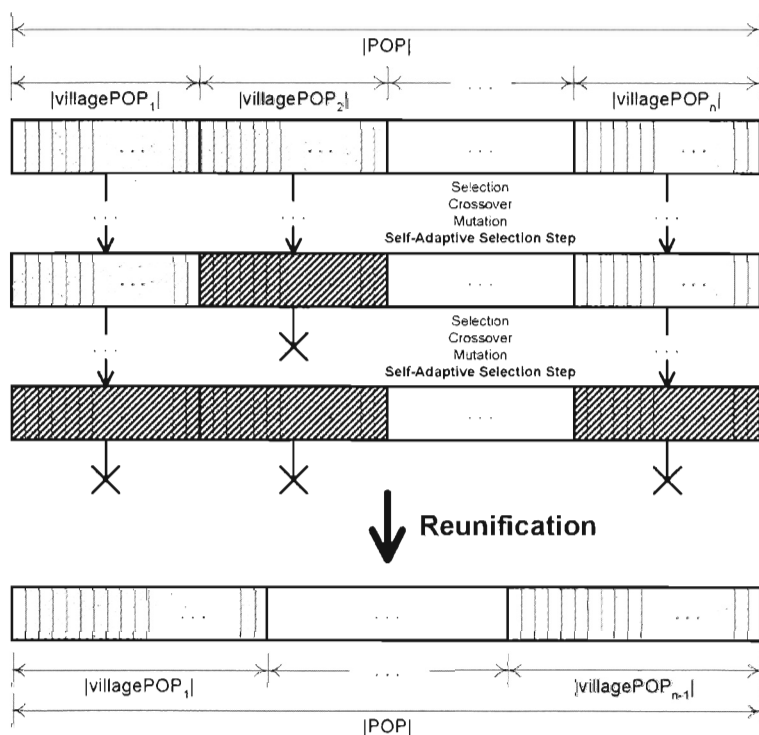 |POP|
|villagePOP₁| |villagePOP₂| ... |villagePOPₙ|
... ... ... ...
Selection
Crossover
... ... Mutation ...
Self-Adaptive Selection Step
... ... ...
Selection
Crossover
... Mutation ...
Self-Adaptive Selection Step
...
Reunification
... ... ...
|villagePOP₁| ... |villagePOPₙ₋₁|
|POP|